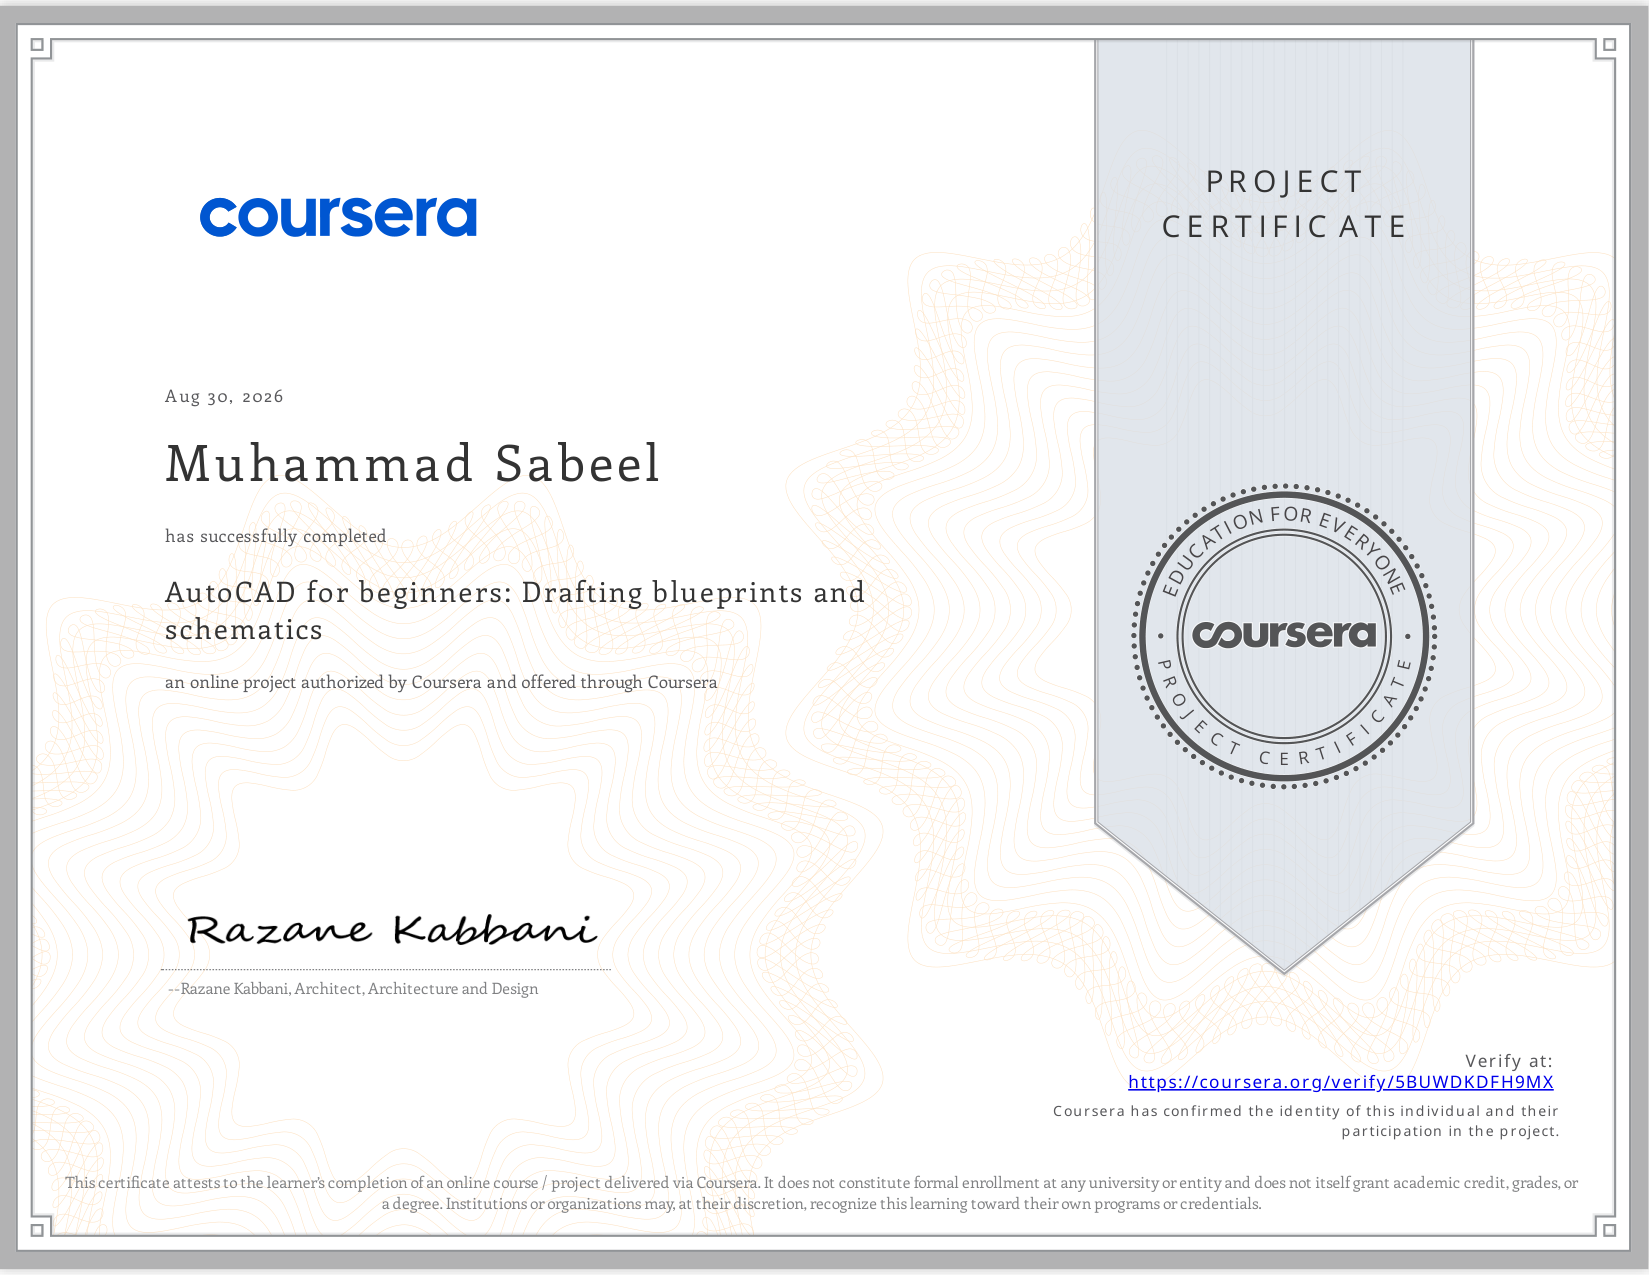 coursera
PROJECT
CERTIFICATE
Aug 30, 2026
Muhammad Sabeel
has successfully completed
AutoCAD for beginners: Drafting blueprints and
schematics
an online project authorized by Coursera and offered through Coursera
EDUCATION FOR EVERYONE
coursera
PROJECT CERTIFICATE
Razane Kabbani
--Razane Kabbani, Architect, Architecture and Design
Verify at:
https://coursera.org/verify/5BUWDKDFH9MX
Coursera has confirmed the identity of this individual and their
participation in the project.
This certificate attests to the learner's completion of an online course / project delivered via Coursera. It does not constitute formal enrollment at any university or entity and does not itself grant academic credit, grades, or
a degree. Institutions or organizations may, at their discretion, recognize this learning toward their own programs or credentials.